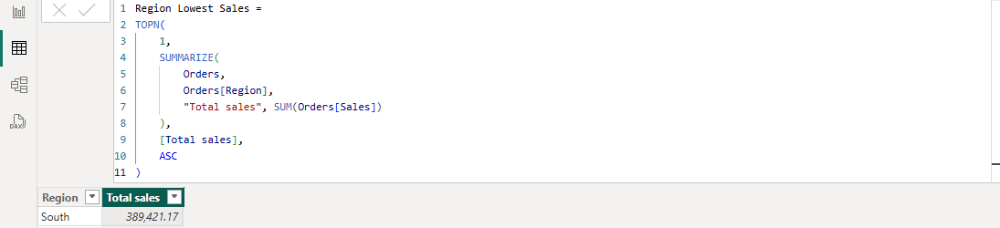 1 Region Lowest Sales =
2 TOPN(
3 1,
4 SUMMARIZE(
5 Orders,
6 Orders[Region],
7 "Total sales", SUM(Orders[Sales])
8 ),
9 [Total sales],
10 ASC
11 )
DAX
Region Total sales
South 389,421.17